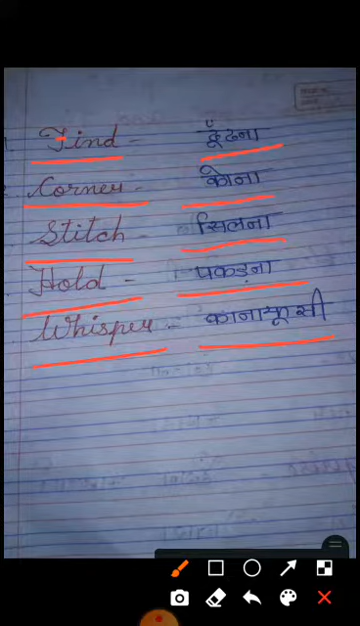 Find - ढूँढना
Corner - कोना
Stitch - सिलना
Hold - पकड़ना
Whisper - कानाफूसी